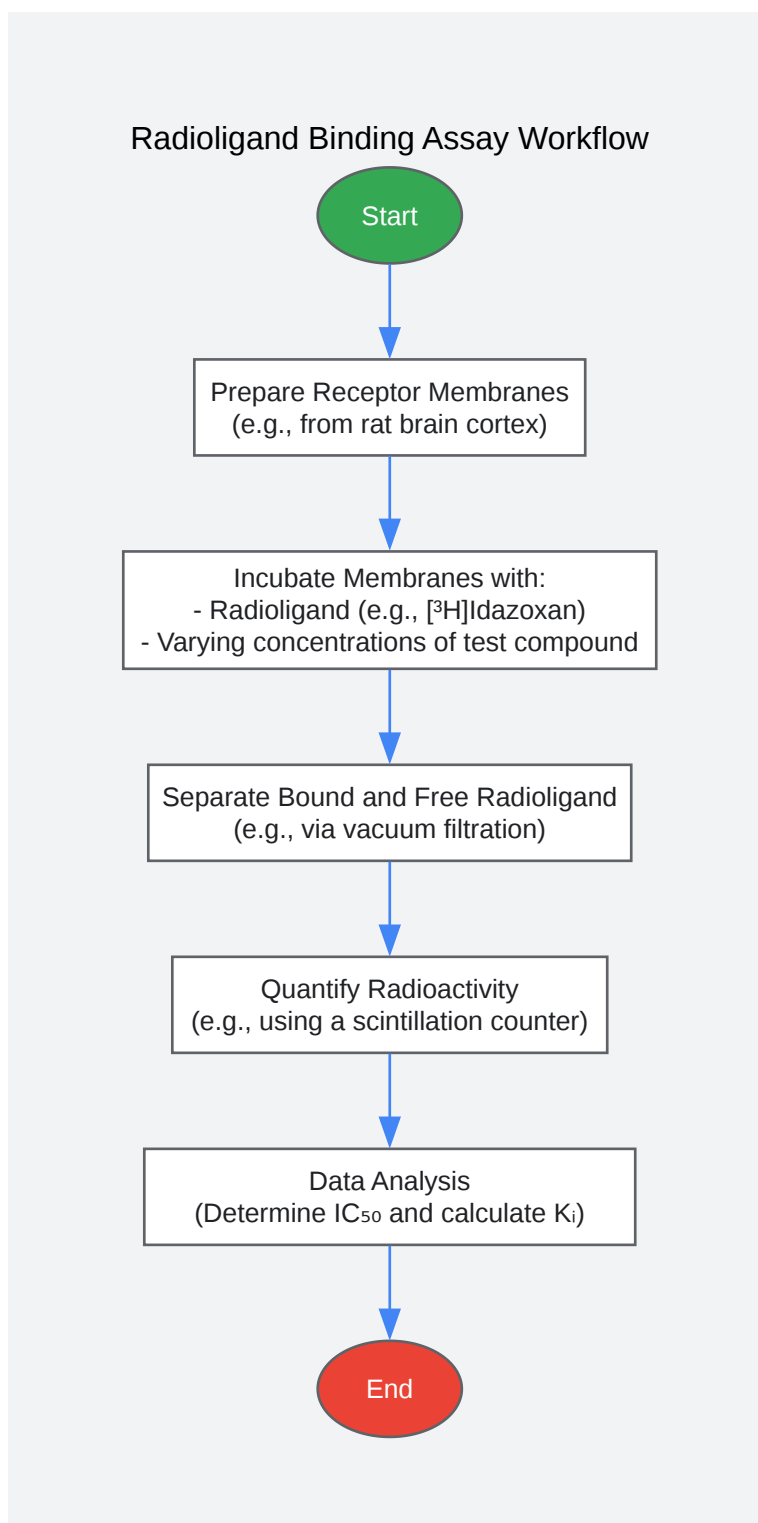 Radioligand Binding Assay Workflow
Start
Prepare Receptor Membranes
(e.g., from rat brain cortex)
Incubate Membranes with:
- Radioligand (e.g., [³H]Idazoxan)
- Varying concentrations of test compound
Separate Bound and Free Radioligand
(e.g., via vacuum filtration)
Quantify Radioactivity
(e.g., using a scintillation counter)
Data Analysis
(Determine IC₅₀ and calculate Kᵢ)
End